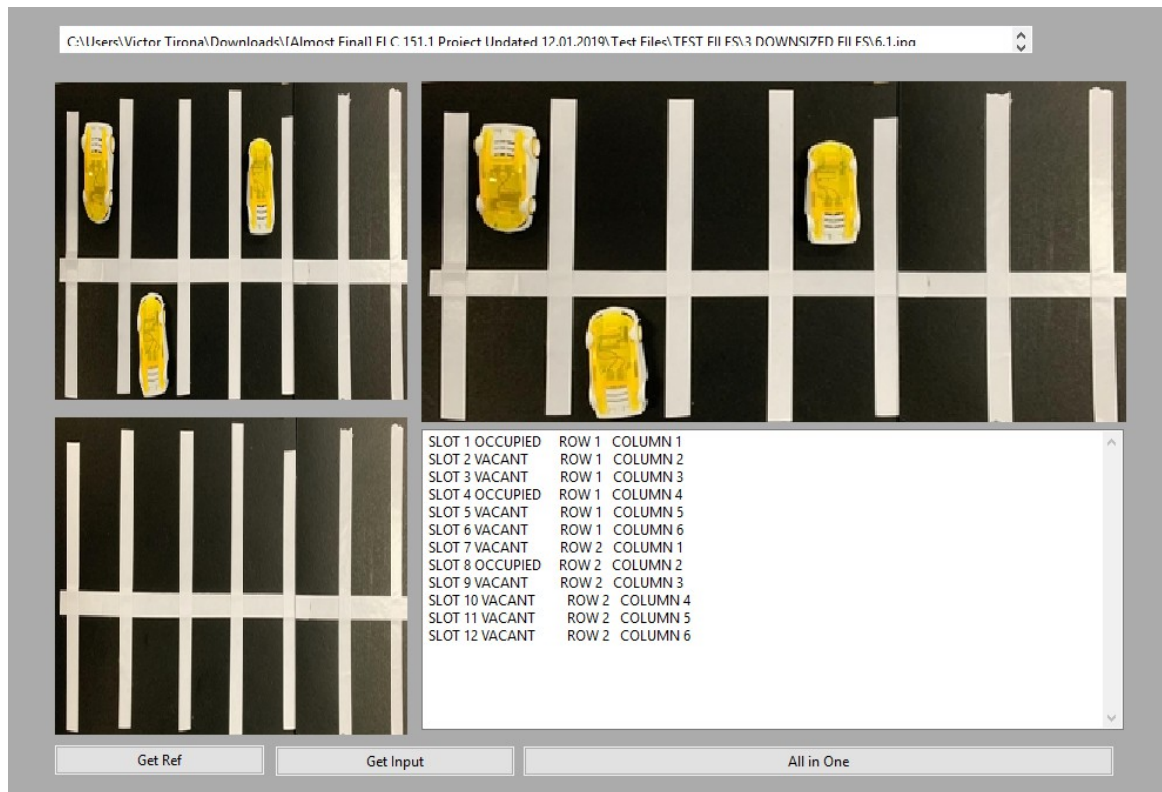 C:\Users\Victor Tirona\Downloads\[Almost Final] ELC 151.1 Project Updated 12.01.2019\Test Files\TEST FILES\3 DOWNSIZED FILES\6.1.jpg
SLOT 1 OCCUPIED ROW 1 COLUMN 1
SLOT 2 VACANT ROW 1 COLUMN 2
SLOT 3 VACANT ROW 1 COLUMN 3
SLOT 4 OCCUPIED ROW 1 COLUMN 4
SLOT 5 VACANT ROW 1 COLUMN 5
SLOT 6 VACANT ROW 1 COLUMN 6
SLOT 7 VACANT ROW 2 COLUMN 1
SLOT 8 OCCUPIED ROW 2 COLUMN 2
SLOT 9 VACANT ROW 2 COLUMN 3
SLOT 10 VACANT ROW 2 COLUMN 4
SLOT 11 VACANT ROW 2 COLUMN 5
SLOT 12 VACANT ROW 2 COLUMN 6
Get Ref
Get Input
All in One